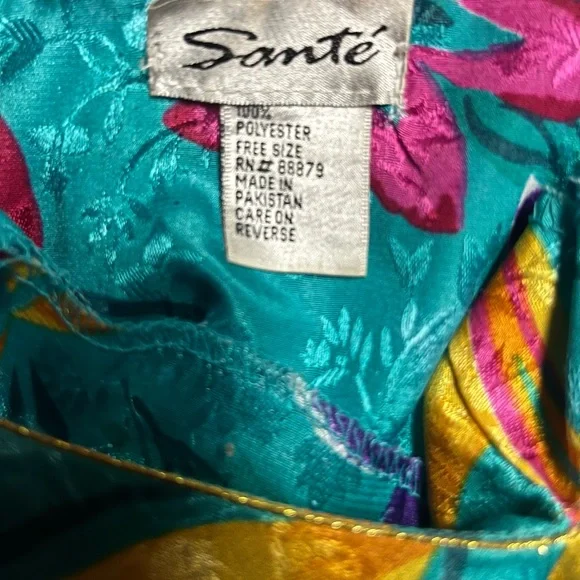 Santé
100%
POLYESTER
FREE SIZE
RN# 88879
MADE IN
PAKISTAN
CARE ON
REVERSE